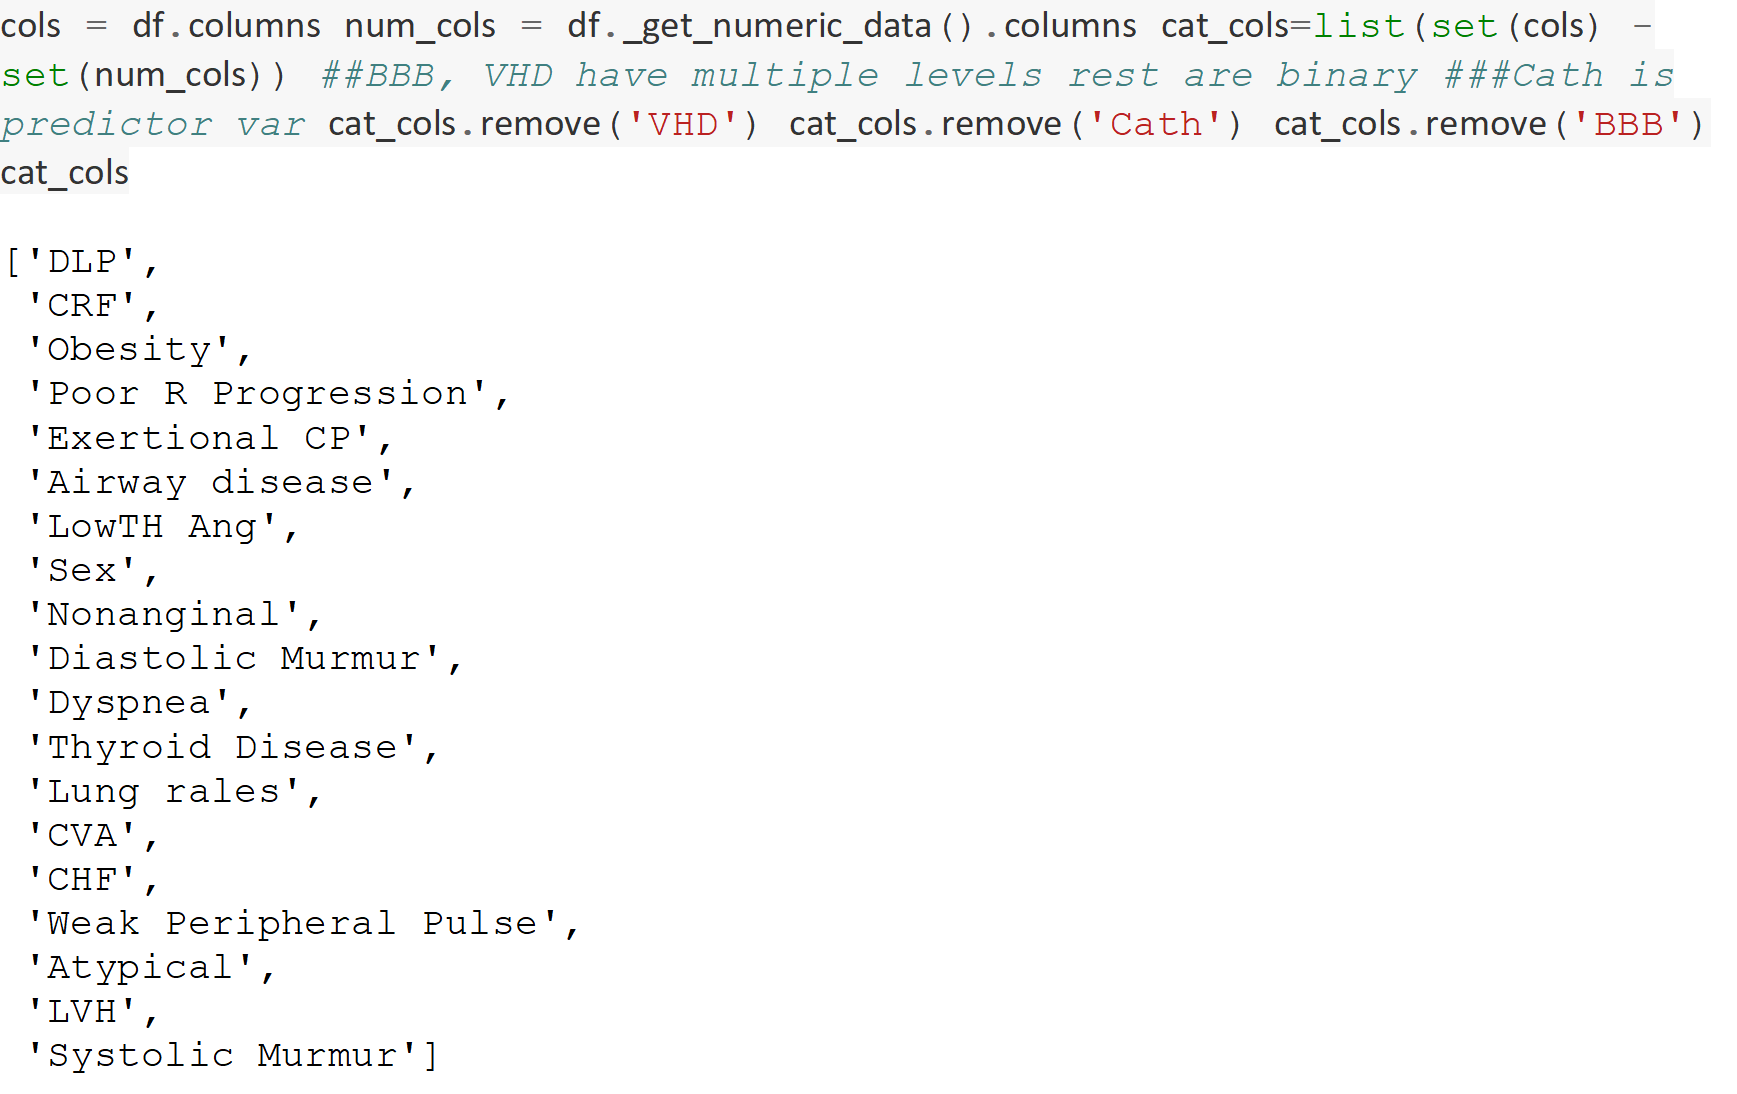 cols = df.columns num_cols = df._get_numeric_data().columns cat_cols=list(set(cols) -
set(num_cols)) ##BBB, VHD have multiple levels rest are binary ###Cath is
predictor var cat_cols.remove('VHD') cat_cols.remove('Cath') cat_cols.remove('BBB')
cat_cols
['DLP',
'CRF',
'Obesity',
'Poor R Progression',
'Exertional CP',
'Airway disease',
'LowTH Ang',
'Sex',
'Nonanginal',
'Diastolic Murmur',
'Dyspnea',
'Thyroid Disease',
'Lung rales',
'CVA',
'CHF',
'Weak Peripheral Pulse',
'Atypical',
'LVH',
'Systolic Murmur']